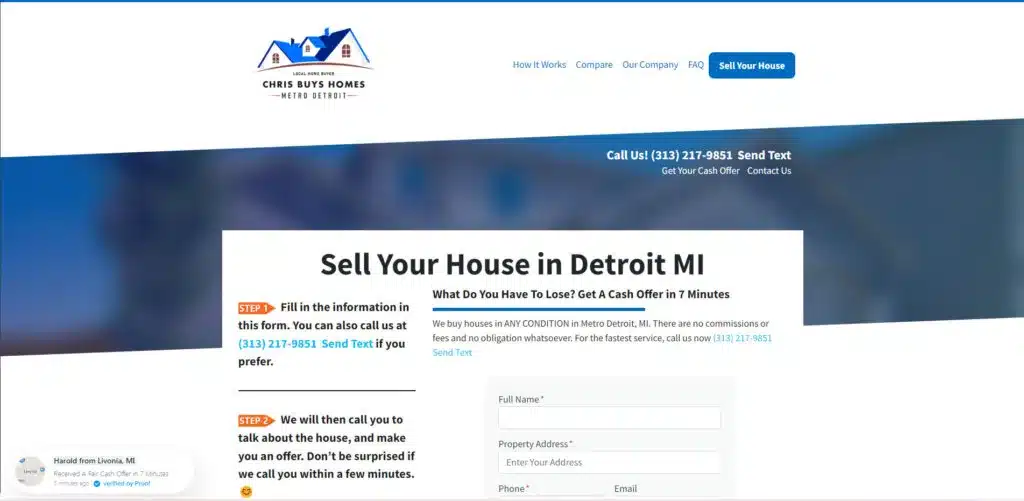 LOCAL HOME BUYER
CHRIS BUYS HOMES
METRO DETROIT
How It Works Compare Our Company FAQ Sell Your House
Call Us! (313) 217-9851 Send Text
Get Your Cash Offer Contact Us
Sell Your House in Detroit MI
STEP 1 Fill in the information in
this form. You can also call us at
(313) 217-9851 Send Text if you
prefer.
STEP 2 We will then call you to
talk about the house, and make
you an offer. Don't be surprised if
we call you within a few minutes.
😊
What Do You Have To Lose? Get A Cash Offer in 7 Minutes
We buy houses in ANY CONDITION in Metro Detroit, MI. There are no commissions or
fees and no obligation whatsoever. For the fastest service, call us now (313) 217-9851
Send Text
Full Name *
Property Address *
Enter Your Address
Phone * Email
Harold from Livonia, MI
Received A Fair Cash Offer in 7 Minutes
5 minutes ago verified by Proof